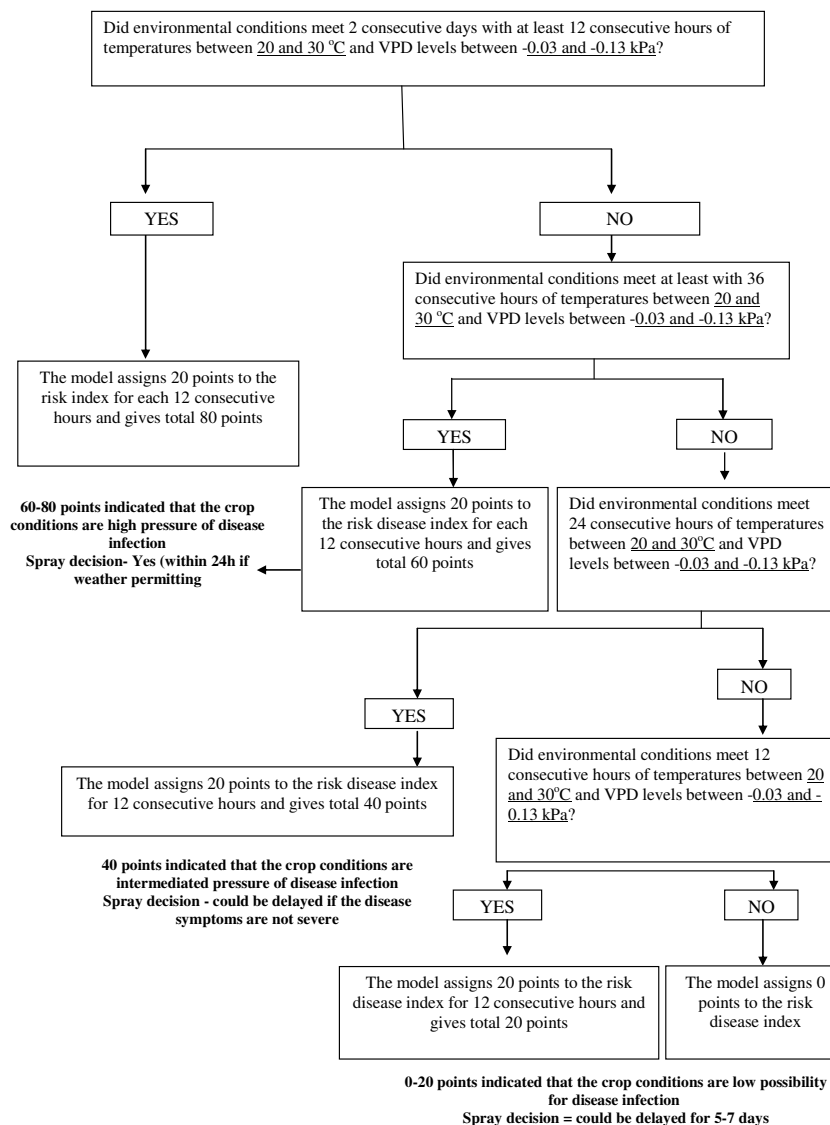 Did environmental conditions meet 2 consecutive days with at least 12 consecutive hours of
temperatures between 20 and 30 °C and VPD levels between -0.03 and -0.13 kPa?
YES
NO
Did environmental conditions meet at least with 36
consecutive hours of temperatures between 20 and
30 °C and VPD levels between -0.03 and -0.13 kPa?
The model assigns 20 points to the
risk index for each 12 consecutive
hours and gives total 80 points
YES
NO
60-80 points indicated that the crop
conditions are high pressure of disease
infection
Spray decision- Yes (within 24h if
weather permitting
The model assigns 20 points to
the risk disease index for each
12 consecutive hours and gives
total 60 points
Did environmental conditions meet
24 consecutive hours of temperatures
between 20 and 30°C and VPD
levels between -0.03 and -0.13 kPa?
YES
NO
The model assigns 20 points to the risk disease index
for 12 consecutive hours and gives total 40 points
Did environmental conditions meet 12
consecutive hours of temperatures between 20
and 30°C and VPD levels between -0.03 and -
0.13 kPa?
40 points indicated that the crop conditions are
intermediated pressure of disease infection
Spray decision - could be delayed if the disease
symptoms are not severe
YES
NO
The model assigns 20 points to the risk
disease index for 12 consecutive hours and
gives total 20 points
The model assigns 0
points to the risk
disease index
0-20 points indicated that the crop conditions are low possibility
for disease infection
Spray decision = could be delayed for 5-7 days